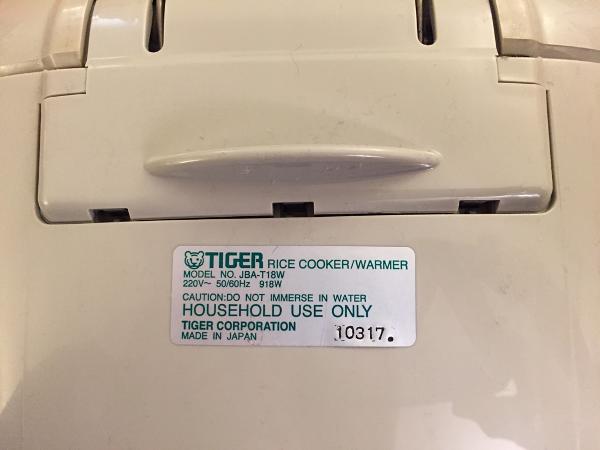 TIGER RICE COOKER/WARMER
MODEL NO. JBA-T18W
220V~ 50/60Hz 918W
CAUTION:DO NOT IMMERSE IN WATER
HOUSEHOLD USE ONLY
TIGER CORPORATION
MADE IN JAPAN 10317.